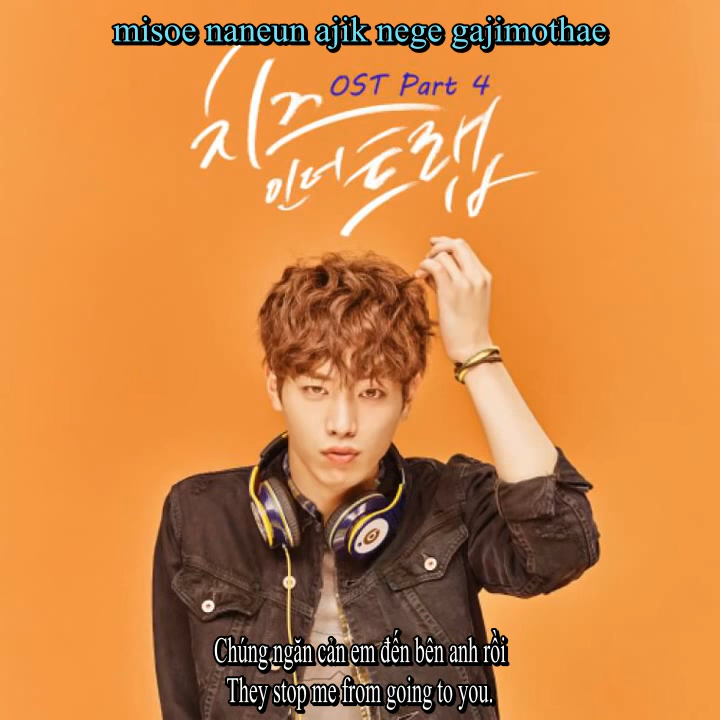 misoe naneun ajik nege gajimothae
OST Part 4
치즈
인더트랩
Chúng ngăn cản em đến bên anh rồi
They stop me from going to you.